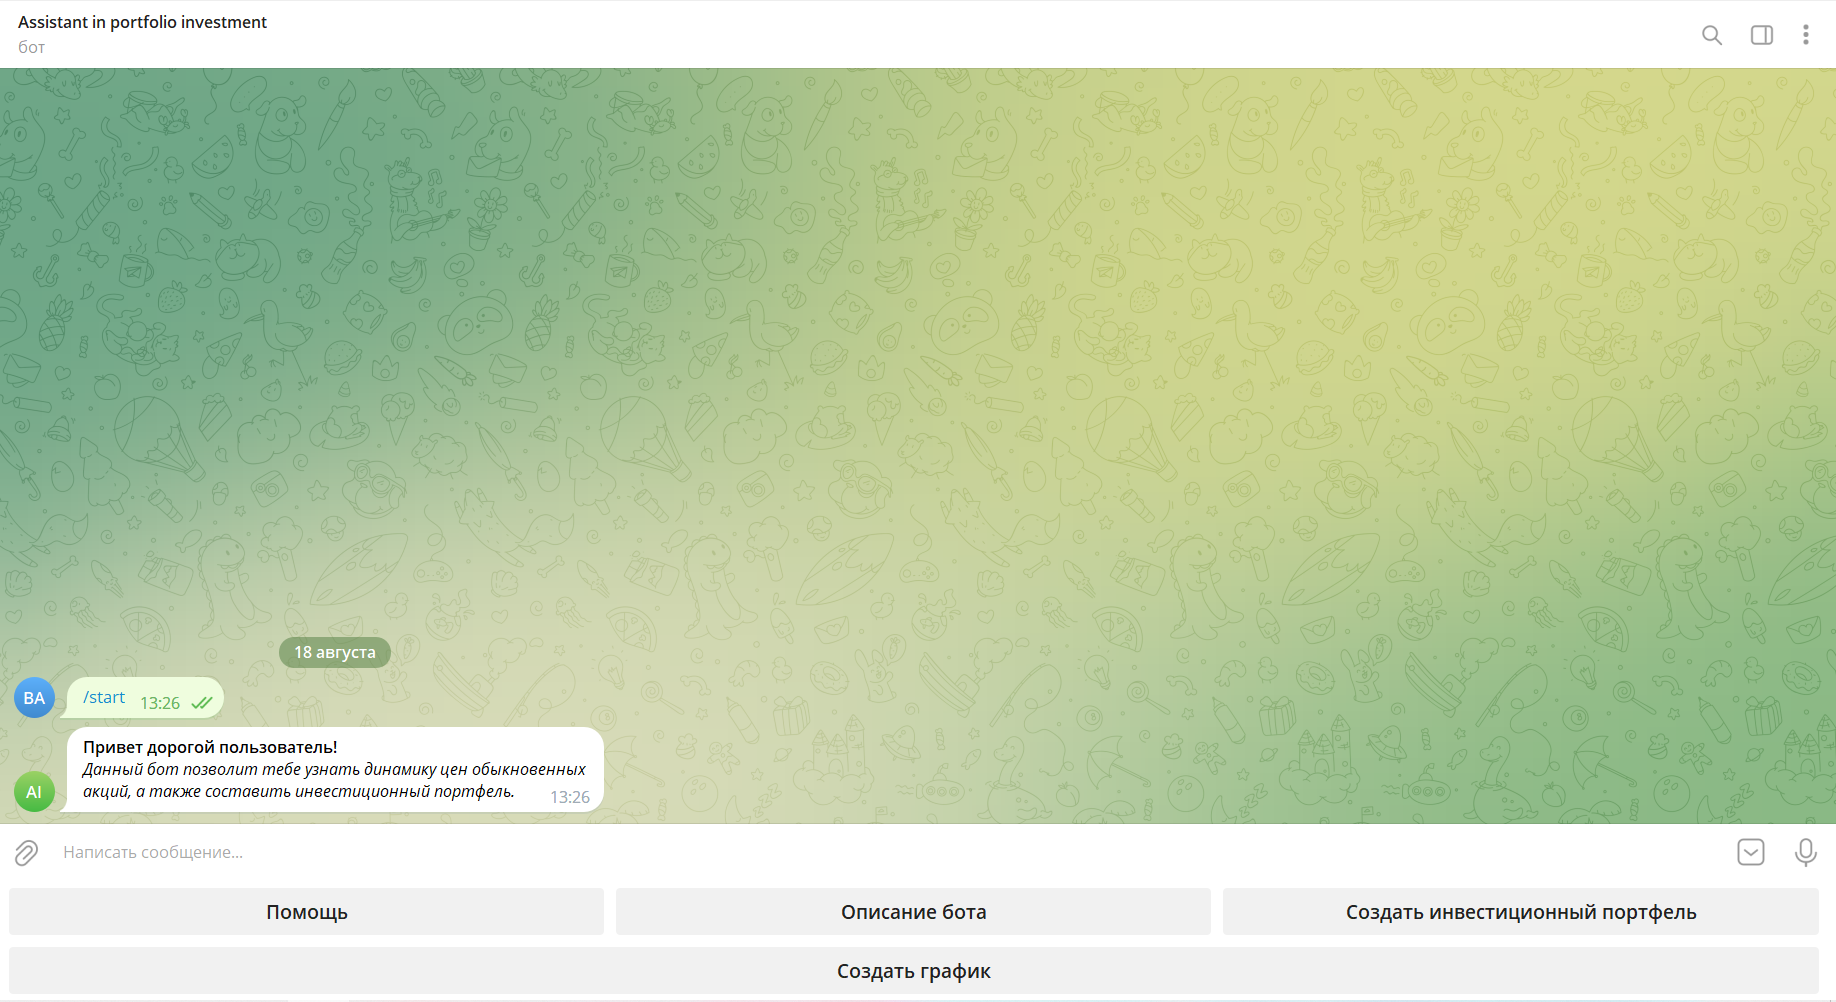 Assistant in portfolio investment
бот
18 августа
BA
/start 13:26
Привет дорогой пользователь!
Данный бот позволит тебе узнать динамику цен обыкновенных
акций, а также составить инвестиционный портфель. 13:26
AI
Написать сообщение...
Помощь
Описание бота
Создать инвестиционный портфель
Создать график